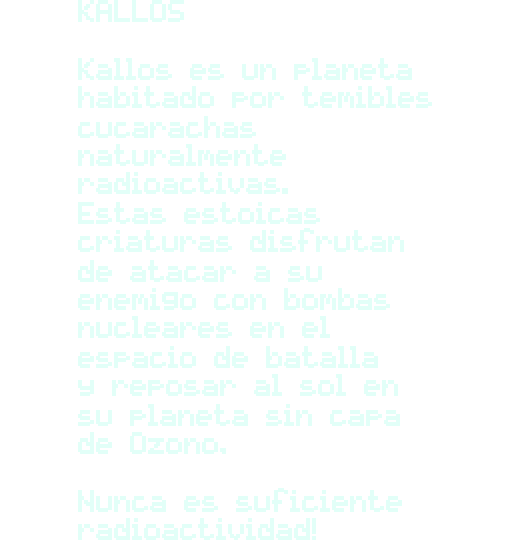 KALLOS
Kallos es un planeta
habitado por temibles
cucarachas
naturalmente
radioactivas.
Estas estoicas
criaturas disfrutan
de atacar a su
enemigo con bombas
nucleares en el
espacio de batalla
y reposar al sol en
su planeta sin capa
de Ozono.
Nunca es suficiente
radioactividad!